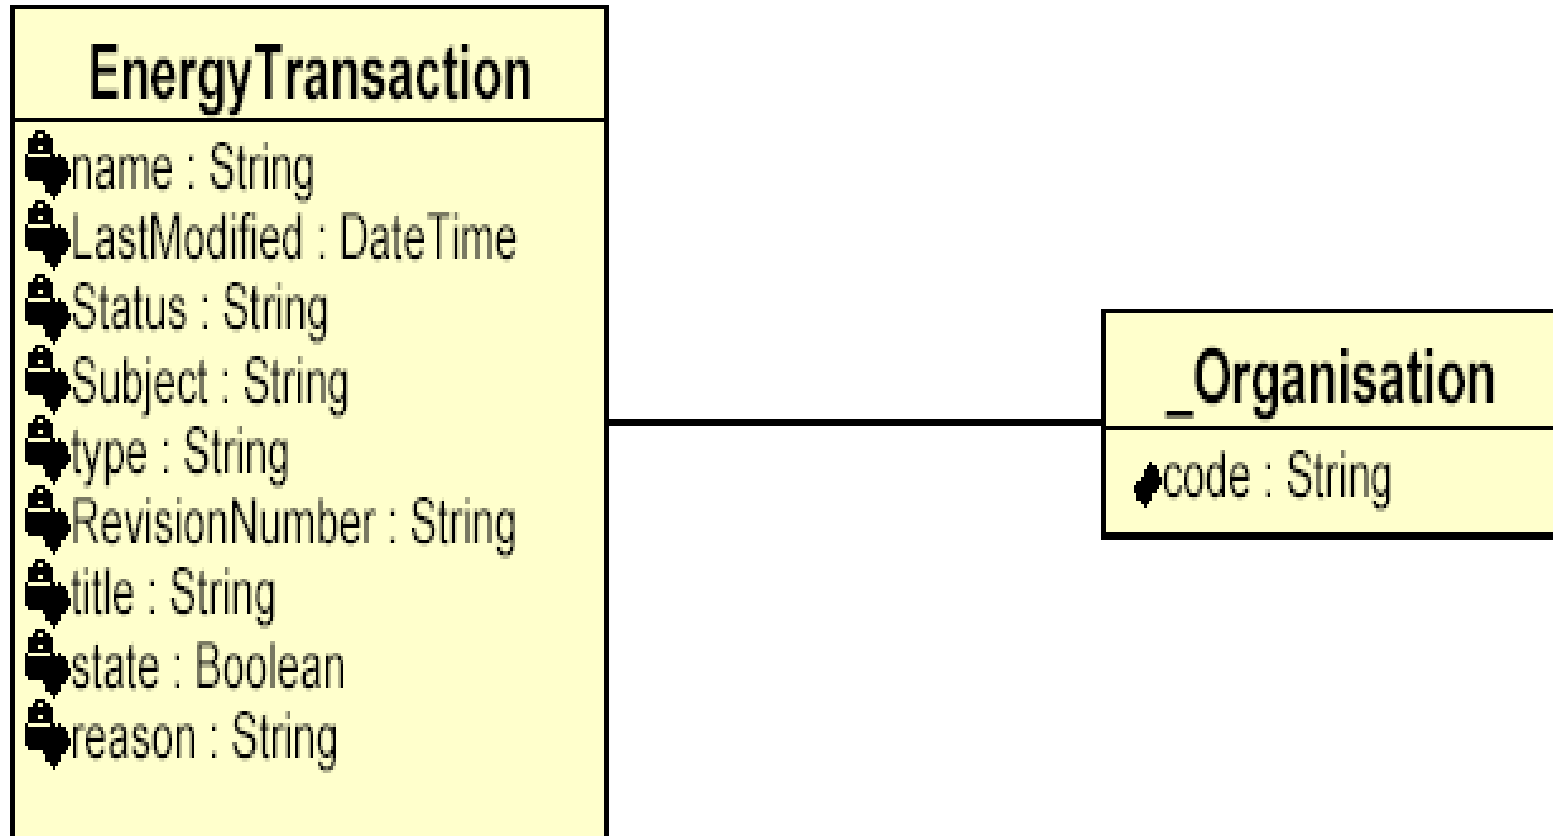 EnergyTransaction
name : String
LastModified : DateTime
Status : String
Subject : String
type : String
RevisionNumber : String
title : String
state : Boolean
reason : String
_Organisation
code : String